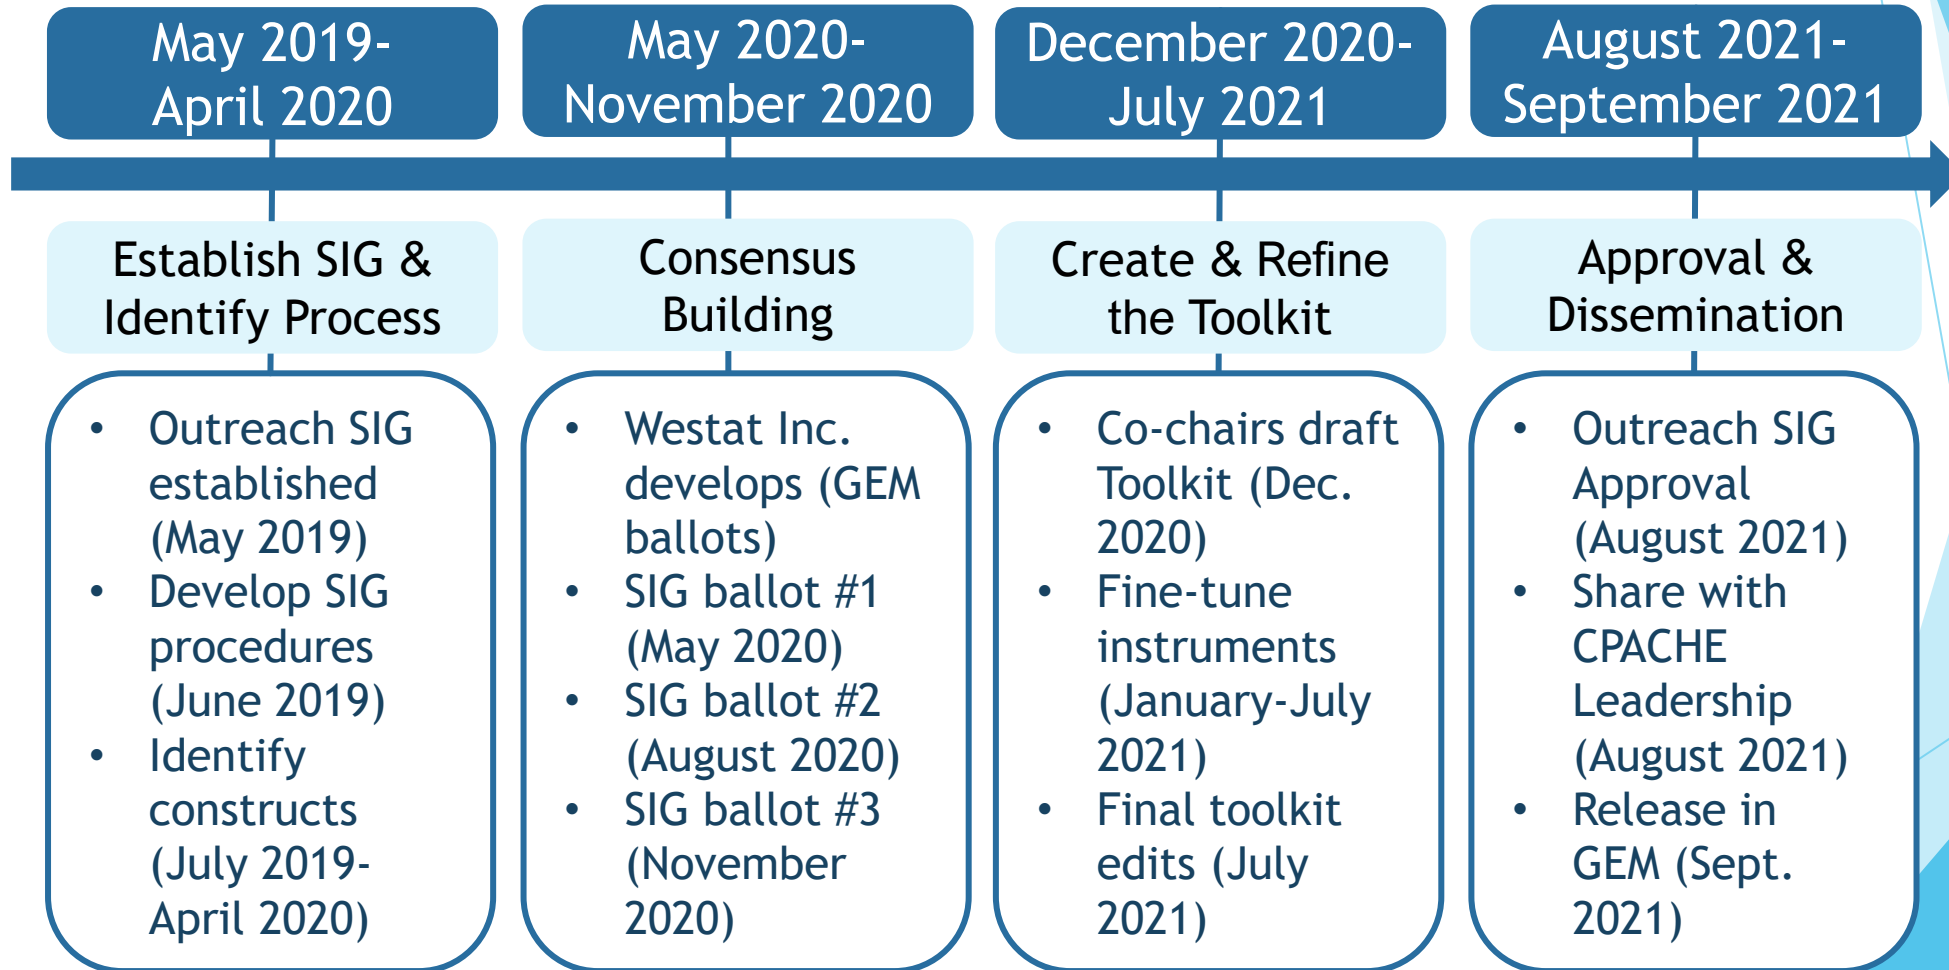 May 2019-
April 2020
May 2020-
November 2020
December 2020-
July 2021
August 2021-
September 2021
Establish SIG &
Identify Process
Consensus
Building
Create & Refine
the Toolkit
Approval &
Dissemination
• Outreach SIG
established
(May 2019)
• Develop SIG
procedures
(June 2019)
• Identify
constructs
(July 2019-
April 2020)
• Westat Inc.
develops (GEM
ballots)
• SIG ballot #1
(May 2020)
• SIG ballot #2
(August 2020)
• SIG ballot #3
(November
2020)
• Co-chairs draft
Toolkit (Dec.
2020)
• Fine-tune
instruments
(January-July
2021)
• Final toolkit
edits (July
2021)
• Outreach SIG
Approval
(August 2021)
• Share with
CPACHE
Leadership
(August 2021)
• Release in
GEM (Sept.
2021)